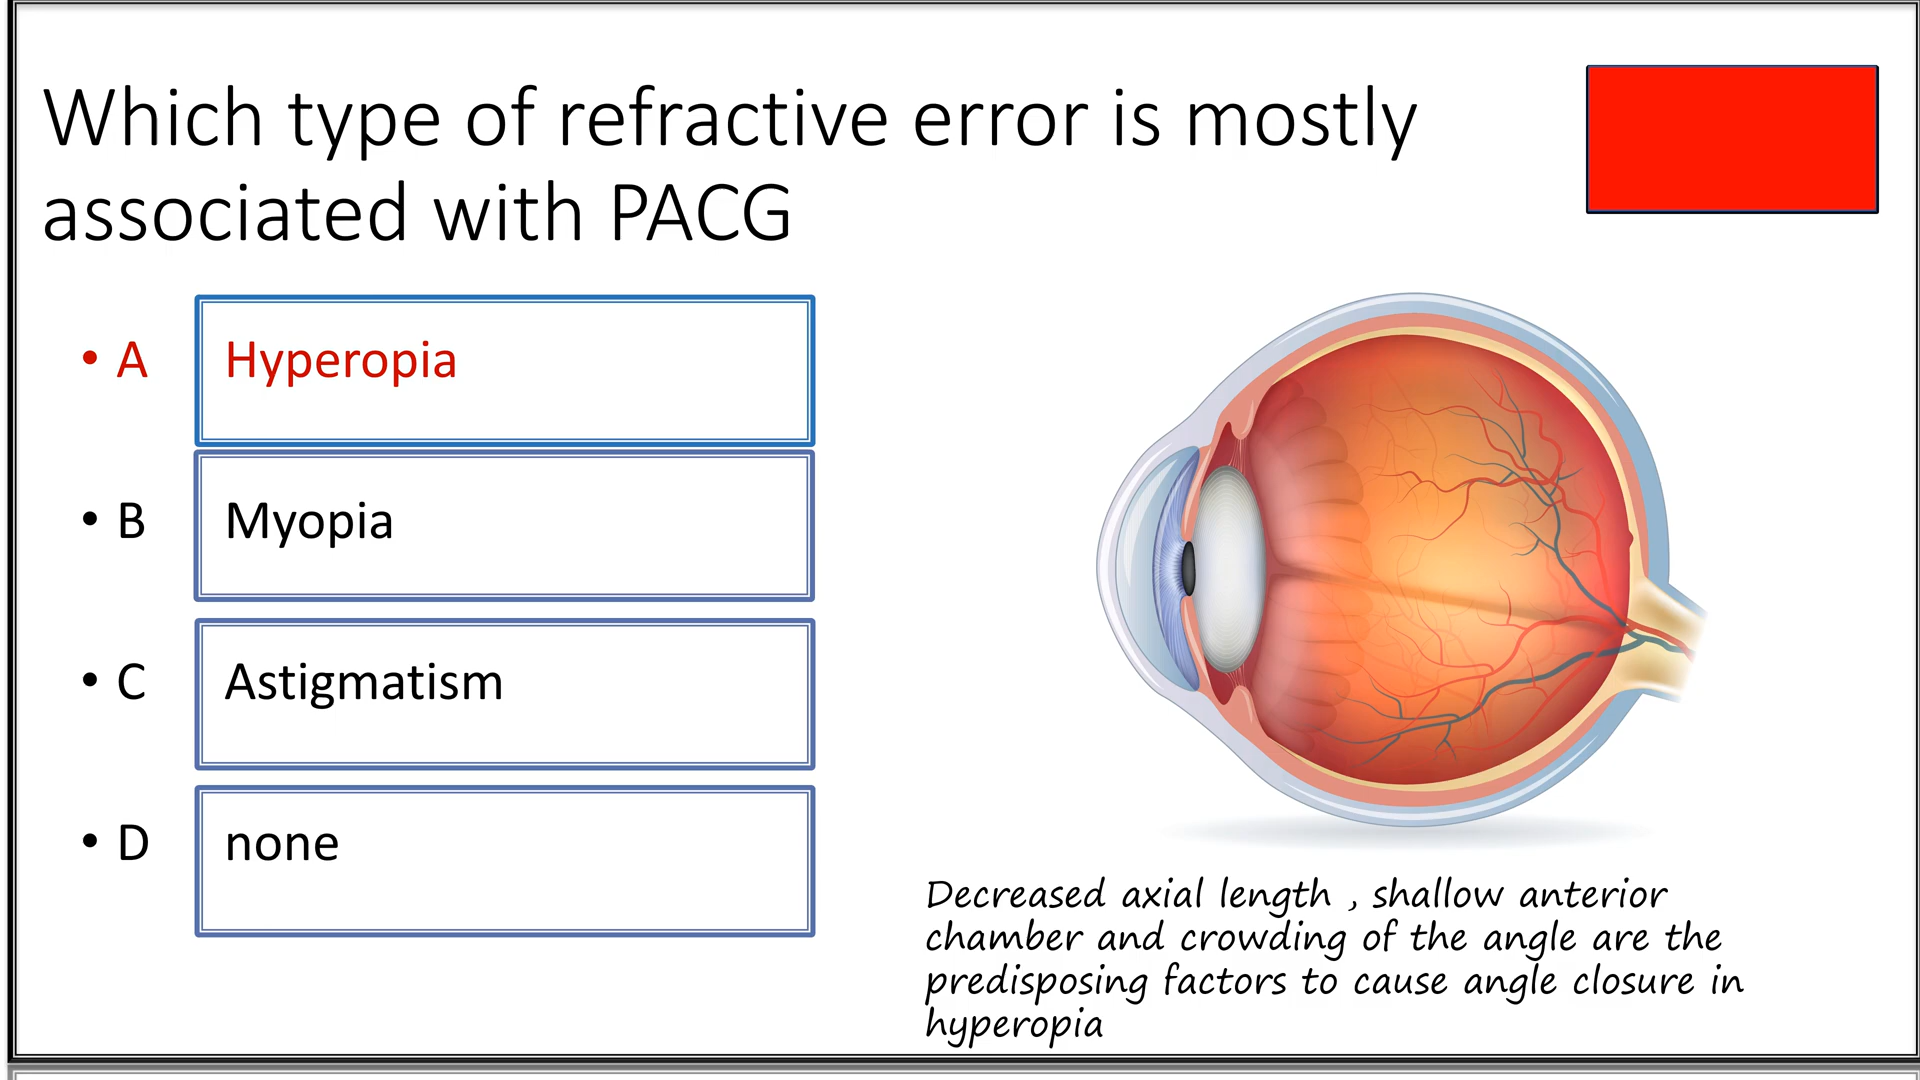 Which type of refractive error is mostly
associated with PACG
• A Hyperopia
• B Myopia
• C Astigmatism
• D none
Decreased axial length , shallow anterior
chamber and crowding of the angle are the
predisposing factors to cause angle closure in
hyperopia